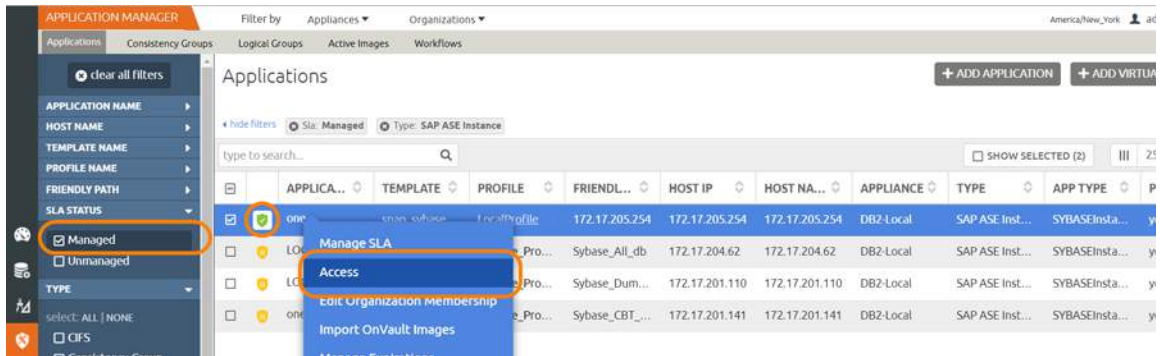 APPLICATION MANAGER Filter by Appliances Organizations America/New_York
Applications Consistency Groups Logical Groups Active Images Workflows
clear all filters
Applications
+ ADD APPLICATION + ADD
APPLICATION NAME
HOST NAME
hide filters Sla: Managed Type: SAP ASE Instance
TEMPLATE NAME
type to search... SHOW SELECTED (2)
PROFILE NAME
FRIENDLY PATH
APPLICA... TEMPLATE PROFILE FRIENDL... HOST IP HOST NA... APPLIANCE TYPE APP TYPE
SLA STATUS
one snap_sybase LocalProfile 172.17.205.254 172.17.205.254 172.17.205.254 DB2-Local SAP ASE Inst... SYBASEInsta...
Managed
Manage SLA
Pro... Sybase_All_db 172.17.204.62 172.17.204.62 DB2-Local SAP ASE Inst... SYBASEInsta...
Unmanaged
Access
Pro... Sybase_Dum... 172.17.201.110 172.17.201.110 DB2-Local SAP ASE Inst... SYBASEInsta...
TYPE
Edit Organization Membership
select: ALL | NONE
one e_Pro... Sybase_CBT_... 172.17.201.141 172.17.201.141 DB2-Local SAP ASE Inst... SYBASEInsta...
Import OnVault Images
CIFS